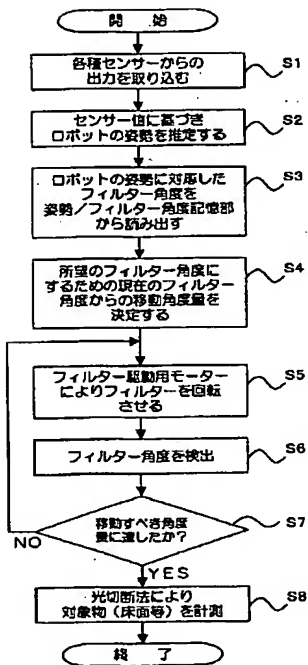 開　始
各種センサーからの
出力を取り込む
S1
センサー値に基づき
ロボットの姿勢を推定する
S2
ロボットの姿勢に対応した
フィルター角度を
姿勢／フィルター角度記憶部
から読み出す
S3
所望のフィルター角度に
するための現在のフィルター
角度からの移動角度量を
決定する
S4
フィルター駆動用モーター
によりフィルターを回転
させる
S5
フィルター角度を検出
S6
移動すべき角度
量に達したか？
S7
NO
YES
光切断法により
対象物（床面等）を計測
S8
終　了